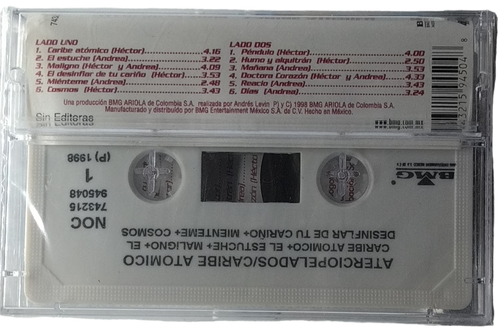 LADO UNO
1. Caribe atómico (Héctor) 4.16
2. El estuche (Andrea) 3.22
3. Maligno (Héctor y Andrea) 4.09
4. El desinflar de tu cariño (Héctor) 3.53
5. Miénteme (Andrea) 2.48
6. Cosmos (Héctor) 3.43
LADO DOS
1. Péndulo (Héctor) 4.00
2. Humo y alquitrán (Héctor) 2.50
3. Mañana (Andrea) 3.53
4. Doctora Corazón (Héctor y Andrea) 4.33
5. Reacio (Andrea) 3.43
6. Días (Andrea) 3.24
Una producción BMG ARIOLA de Colombia S.A. realizada por Andrés Levin P) y C) 1998 BMG ARIOLA de Colombia S.A.
Manufacturado y distribuido por BMG Entertainment México S.A. de C.V. Hecho en México.
Sin Editoras
ATERCIOPELADOS/CARIBE ATOMICO
CARIBE ATOMICO+ EL ESTUCHE+ MALIGNO+ EL
DESINFLAR DE TU CARIÑO+ MIENTEME+ COSMOS
NOC
743215
945048
1
(P) 1998
BMG